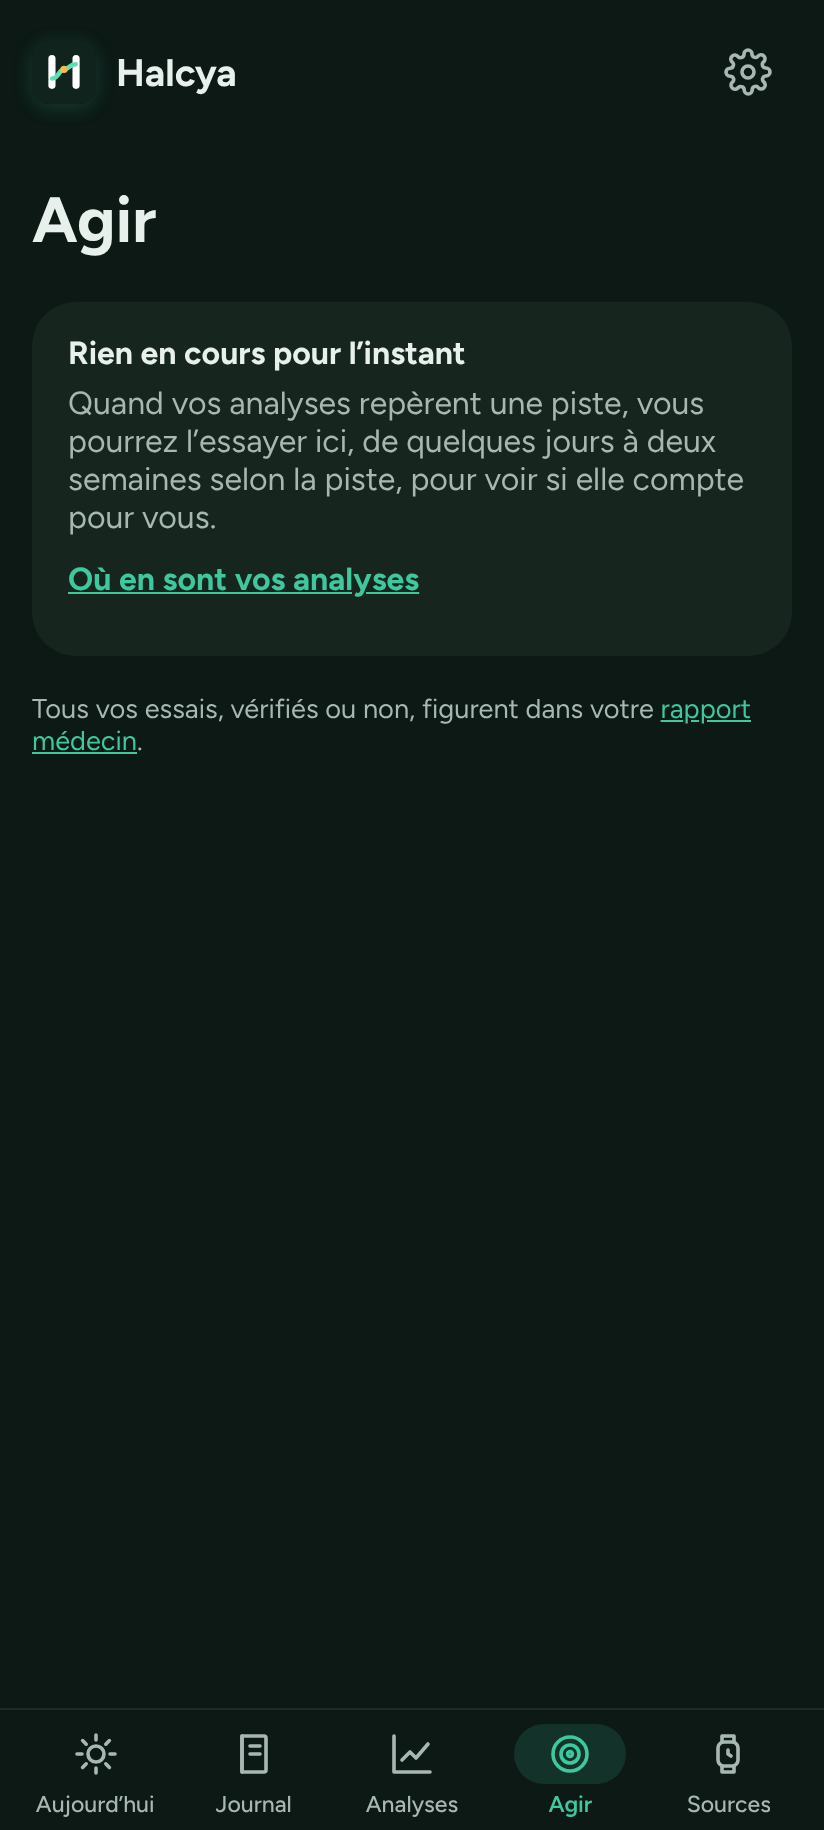 Halcya
Agir
Rien en cours pour l’instant
Quand vos analyses repèrent une piste, vous
pourrez l’essayer ici, de quelques jours à deux
semaines selon la piste, pour voir si elle compte
pour vous.
Où en sont vos analyses
Tous vos essais, vérifiés ou non, figurent dans votre rapport
médecin.
Aujourd’hui
Journal
Analyses
Agir
Sources